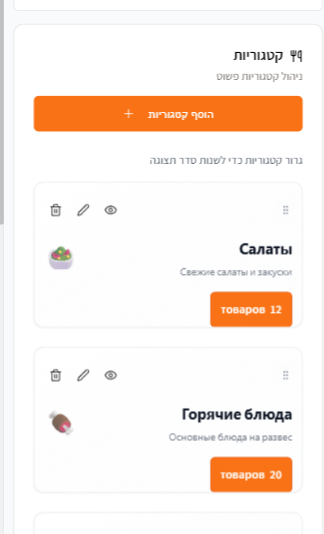 קטגוריות
ניהול קטגוריות פשוט
הוסף קטגוריות
גרור קטגוריות כדי לשנות סדר תצוגה
Салаты
Свежие салаты и закуски
товаров 12
Горячие блюда
Основные блюда на развес
товаров 20